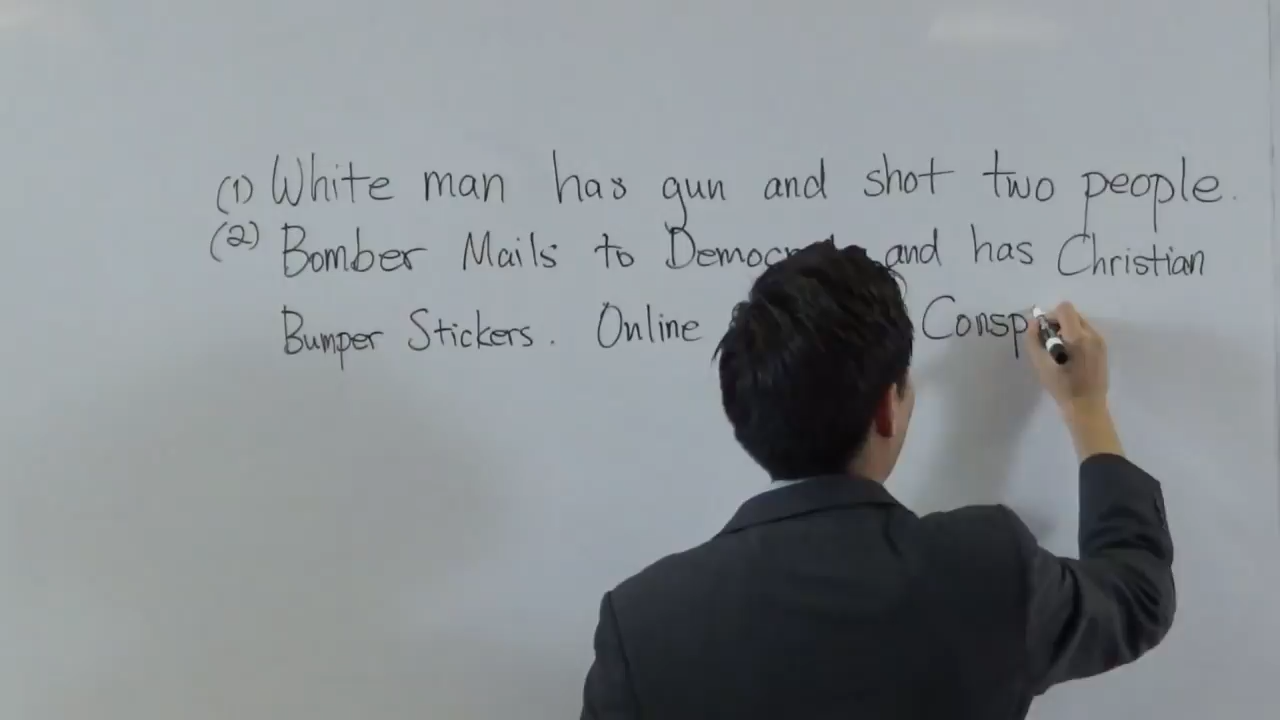 (1) White man has gun and shot two people.
(2) Bomber Mails to and has Christian
Bumper Stickers. Online